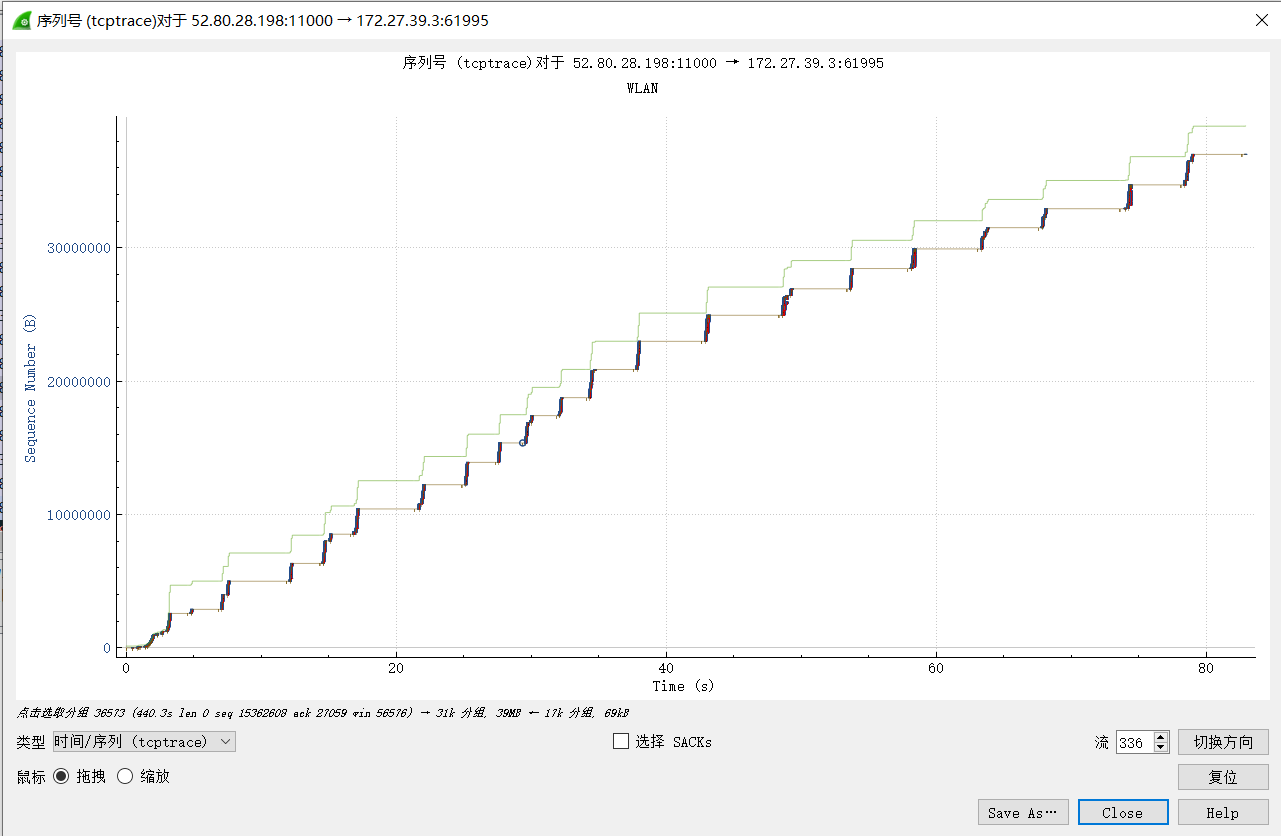 序列号 (tcptrace)对于 52.80.28.198:11000 → 172.27.39.3:61995
序列号 (tcptrace)对于 52.80.28.198:11000 → 172.27.39.3:61995
WLAN
Sequence Number (B)
30000000
20000000
10000000
0
0 20 40 60 80
Time (s)
点击选取分组 36573 (440.3s len 0 seq 15362609 ack 27059 win 56576) → 31k 分组, 39MB ← 17k 分组, 69kB
类型 时间/序列 (tcptrace) 选择 SACKs 流 336 切换方向
鼠标 拖拽 缩放 复位
Save As… Close Help